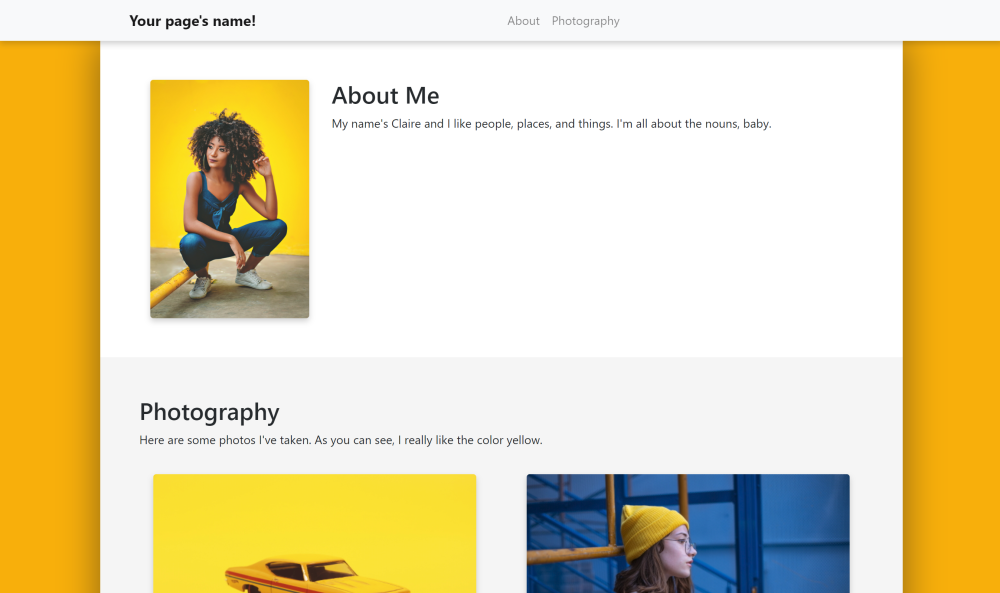 Your page's name!
About Photography
About Me
My name's Claire and I like people, places, and things. I'm all about the nouns, baby.
Photography
Here are some photos I've taken. As you can see, I really like the color yellow.